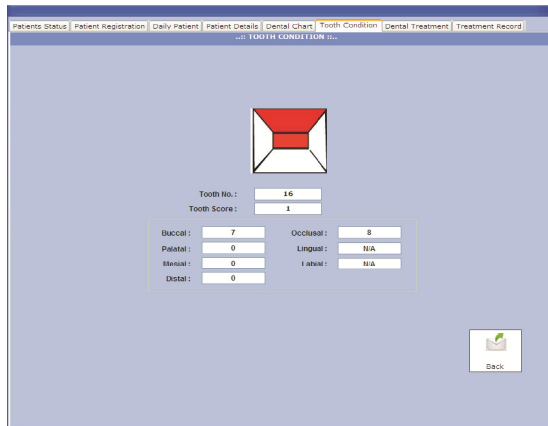 Patients Status Patient Registration Daily Patient Patient Details Dental Chart Tooth Condition Dental Treatment Treatment Record
..:: TOOTH CONDITION ::..
Tooth No. : 16
Tooth Score : 1
Buccal : 7 Occlusal : 8
Palatal : 0 Lingual : N/A
Mesial : 0 Labial : N/A
Distal : 0
Back